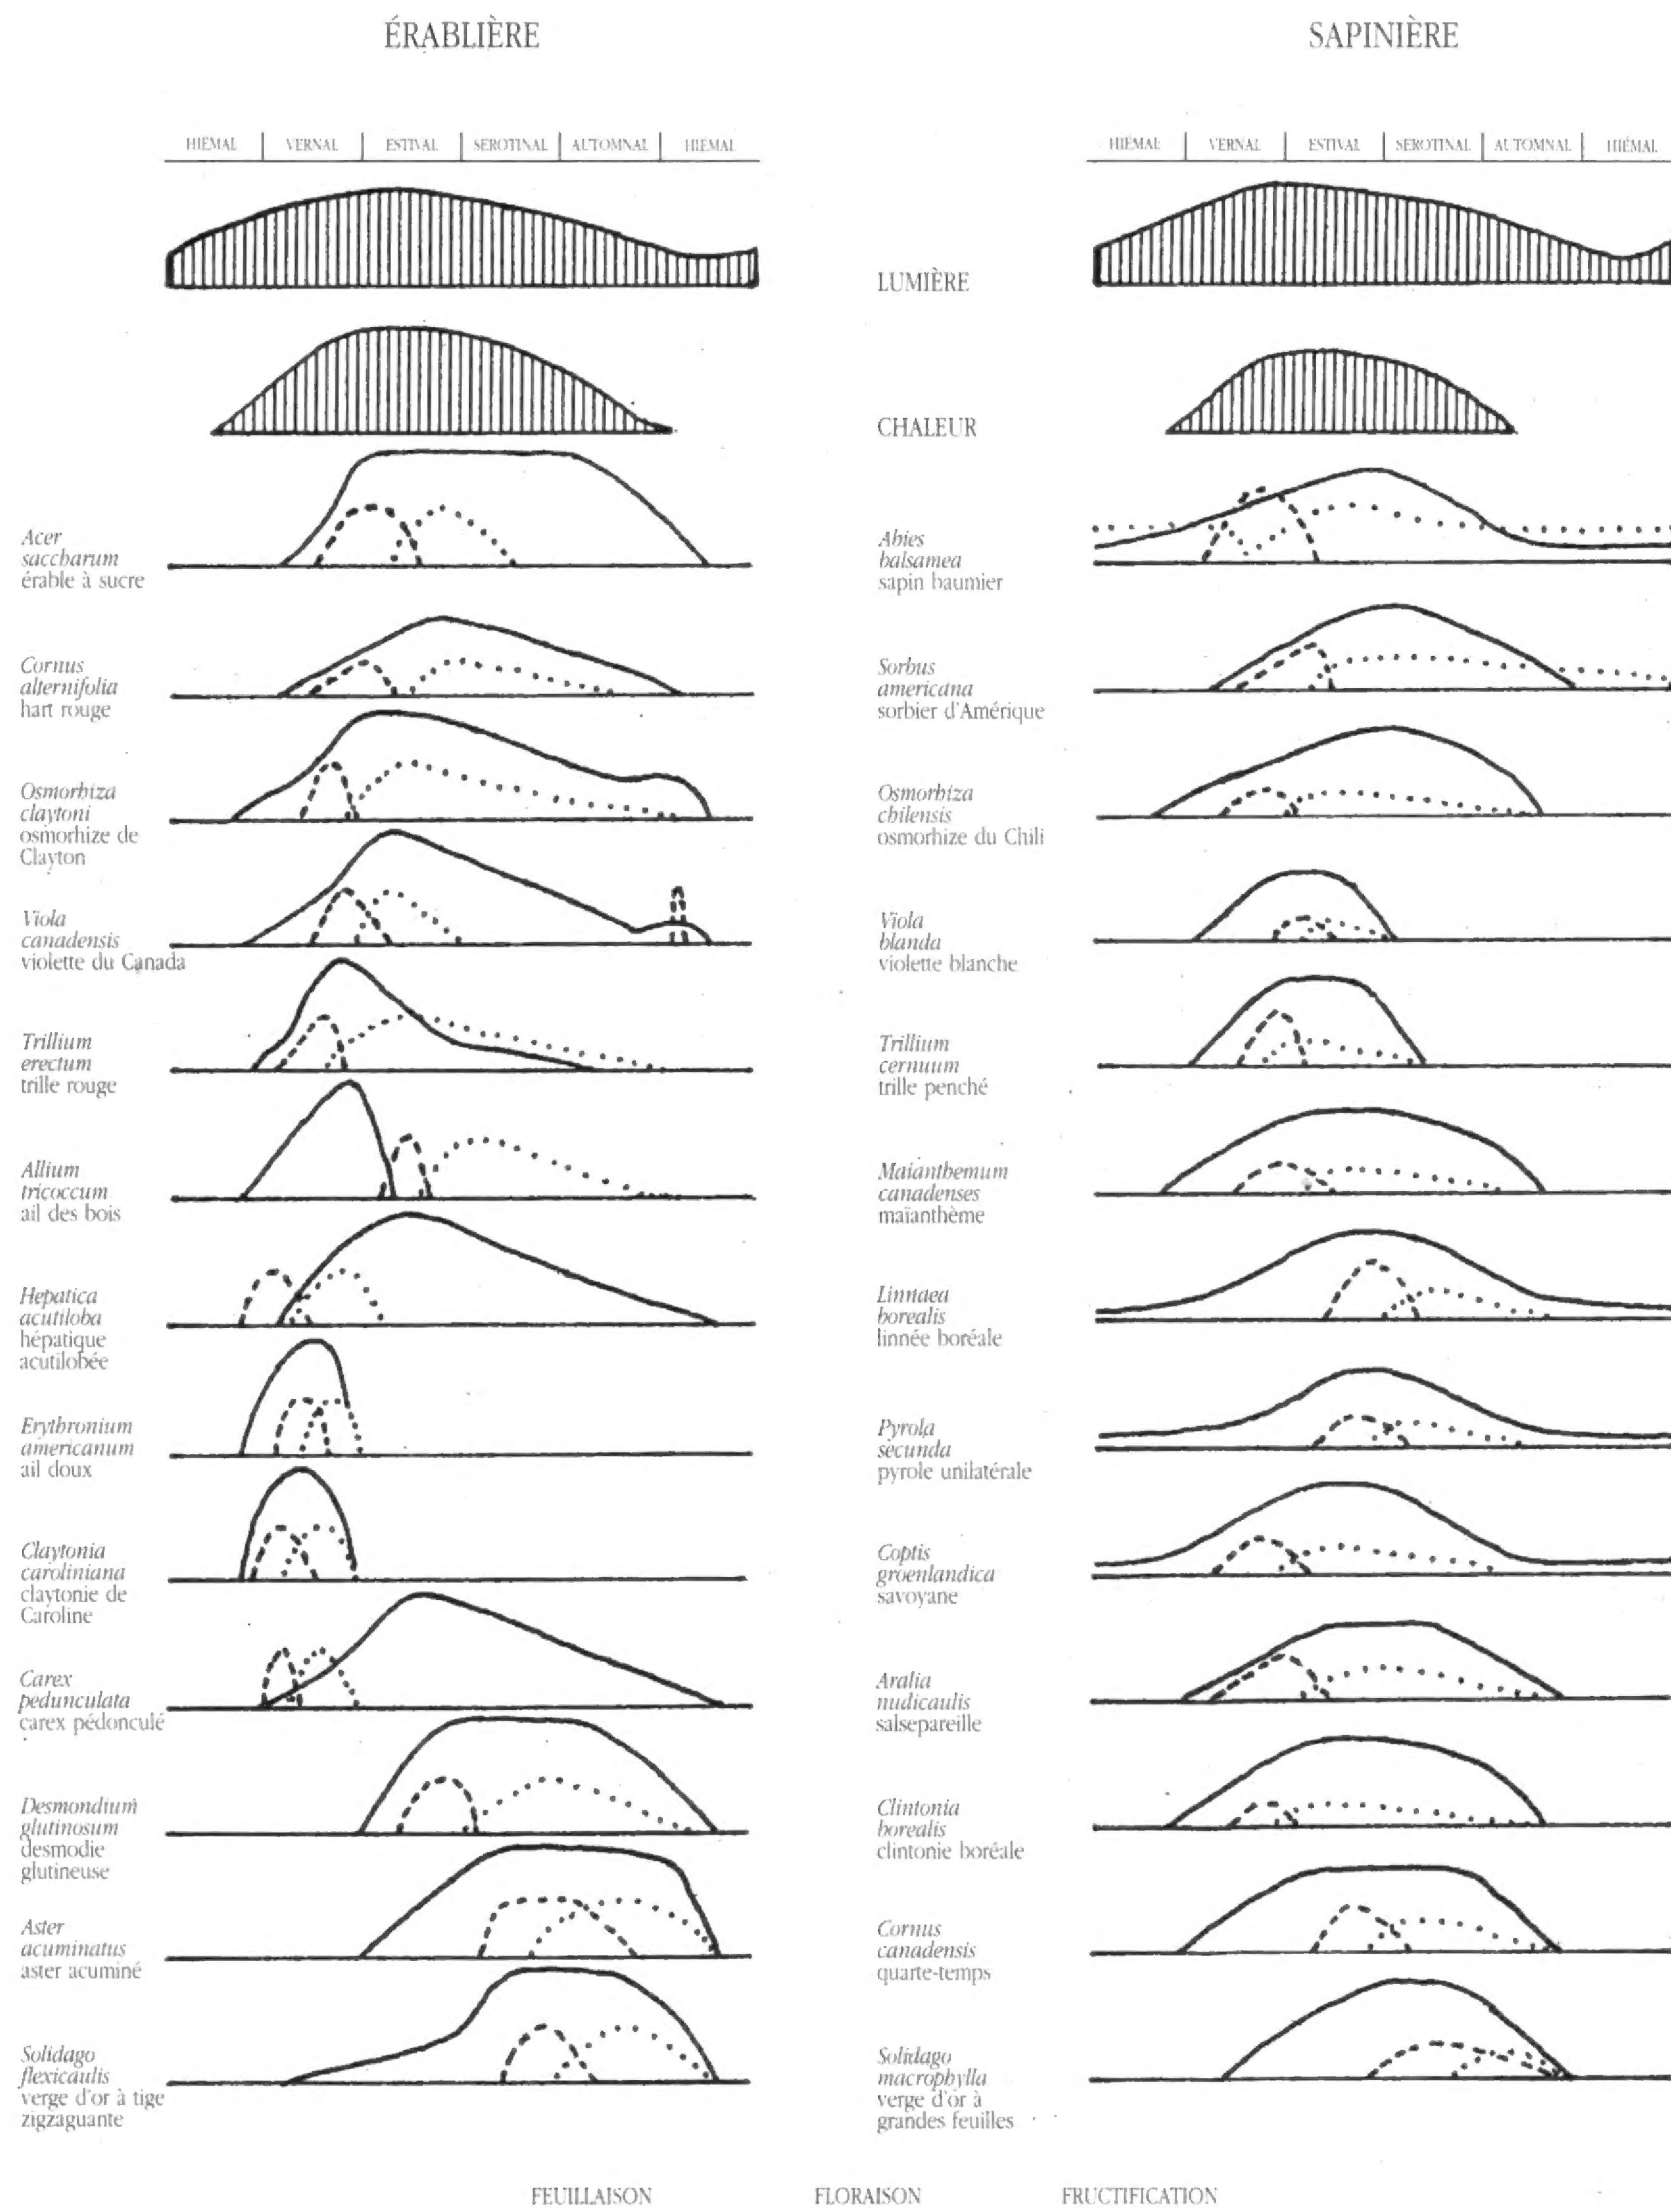 ÉRABLIÈRE
SAPINIÈRE
HIÉMAL VERNAL ESTIVAL SEROTINAL AUTOMNAL HIÉMAL
HIÉMAL VERNAL ESTIVAL SEROTINAL AUTOMNAL HIÉMAL
LUMIÈRE
CHALEUR
Acer
saccharum
érable à sucre
Cornus
alternifolia
hart rouge
Osmorhiza
claytoni
osmorhize de
Clayton
Viola
canadensis
violette du Canada
Trillium
erectum
trille rouge
Allium
tricoccum
ail des bois
Hepatica
acutiloba
hépatique
acutilobée
Erythronium
americanum
ail doux
Claytonia
caroliniana
claytonie de
Caroline
Carex
pedunculata
carex pédonculé
Desmondium
glutinosum
desmodie
glutineuse
Aster
acuminatus
aster acuminé
Solidago
flexicaulis
verge d'or à tige
zigzaguante
Abies
balsamea
sapin baumier
Sorbus
americana
sorbier d'Amérique
Osmorhiza
chilensis
osmorhize du Chili
Viola
blanda
violette blanche
Trillium
cernuum
trille penché
Maianthemum
canadenses
maïanthème
Linnaea
borealis
linnée boréale
Pyrola
secunda
pyrole unilatérale
Coptis
groenlandica
savoyane
Aralia
nudicaulis
salsepareille
Clintonia
borealis
clintonie boréale
Cornus
canadensis
quarte-temps
Solidago
macrophylla
verge d'or à
grandes feuilles
FEUILLAISON FLORAISON FRUCTIFICATION